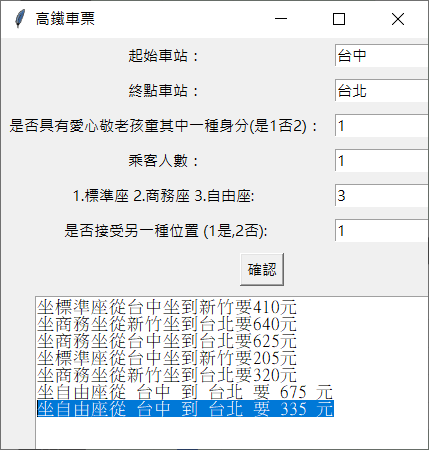 高鐵車票
起始車站：
台中
終點車站：
台北
是否具有愛心敬老孩童其中一種身分(是1否2)：
1
乘客人數：
1
1.標準座 2.商務座 3.自由座:
3
是否接受另一種位置 (1是,2否):
1
確認
坐標準座從台中坐到新竹要410元
坐商務坐從新竹坐到台北要640元
坐商務座從台中坐到台北要625元
坐標準座從台中坐到新竹要205元
坐商務坐從新竹坐到台北要320元
坐自由座從 台中 到 台北 要 675 元
坐自由座從 台中 到 台北 要 335 元